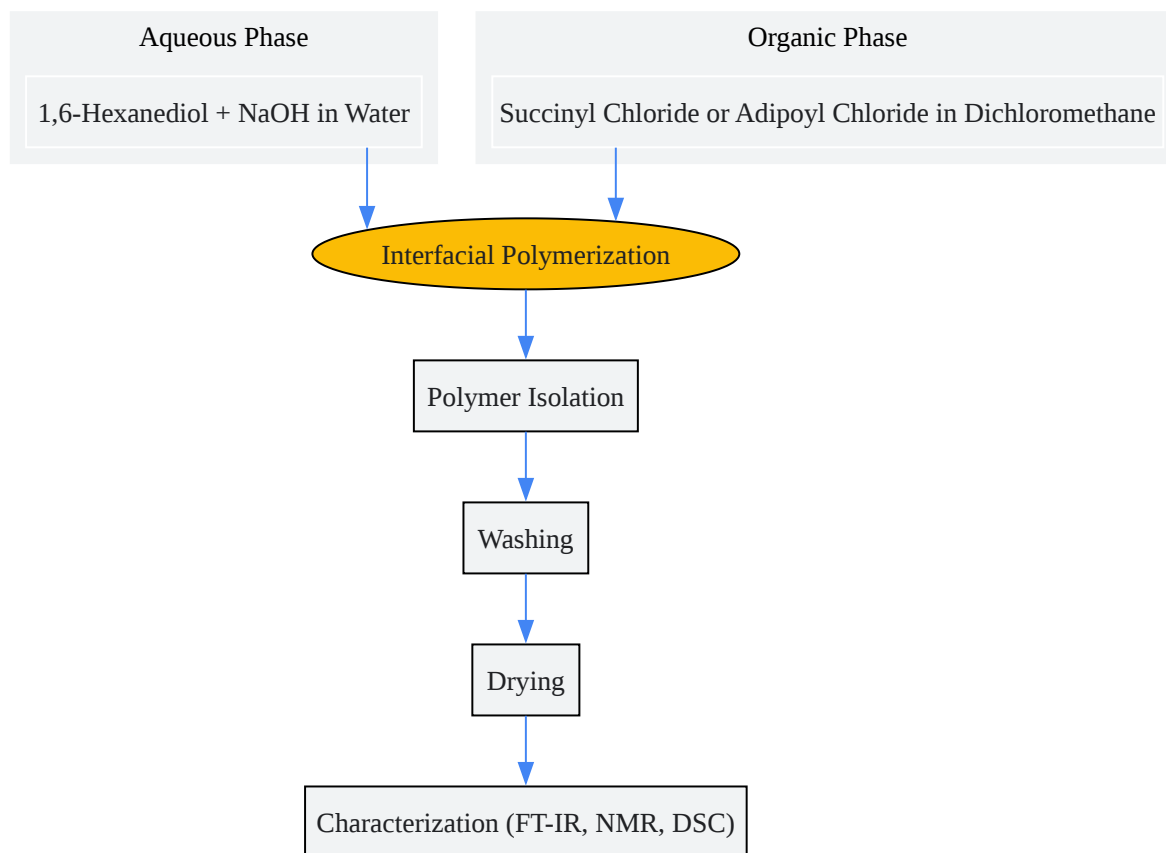 Aqueous Phase
Organic Phase
1,6-Hexanediol + NaOH in Water
Succinyl Chloride or Adipoyl Chloride in Dichloromethane
Interfacial Polymerization
Polymer Isolation
Washing
Drying
Characterization (FT-IR, NMR, DSC)